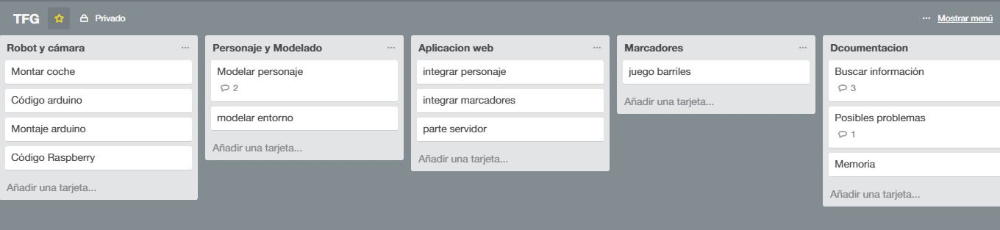 TFG Privado ... Mostrar menú
Robot y cámara ...
Montar coche
Código arduino
Montaje arduino
Código Raspberry
Añadir una tarjeta...
Personaje y Modelado ...
Modelar personaje
2
modelar entorno
Añadir una tarjeta...
Aplicacion web ...
integrar personaje
integrar marcadores
parte servidor
Añadir una tarjeta...
Marcadores ...
juego barriles
Añadir una tarjeta...
Dcoumentacion
Buscar información
3
Posibles problemas
1
Memoria
Añadir una tarjeta...